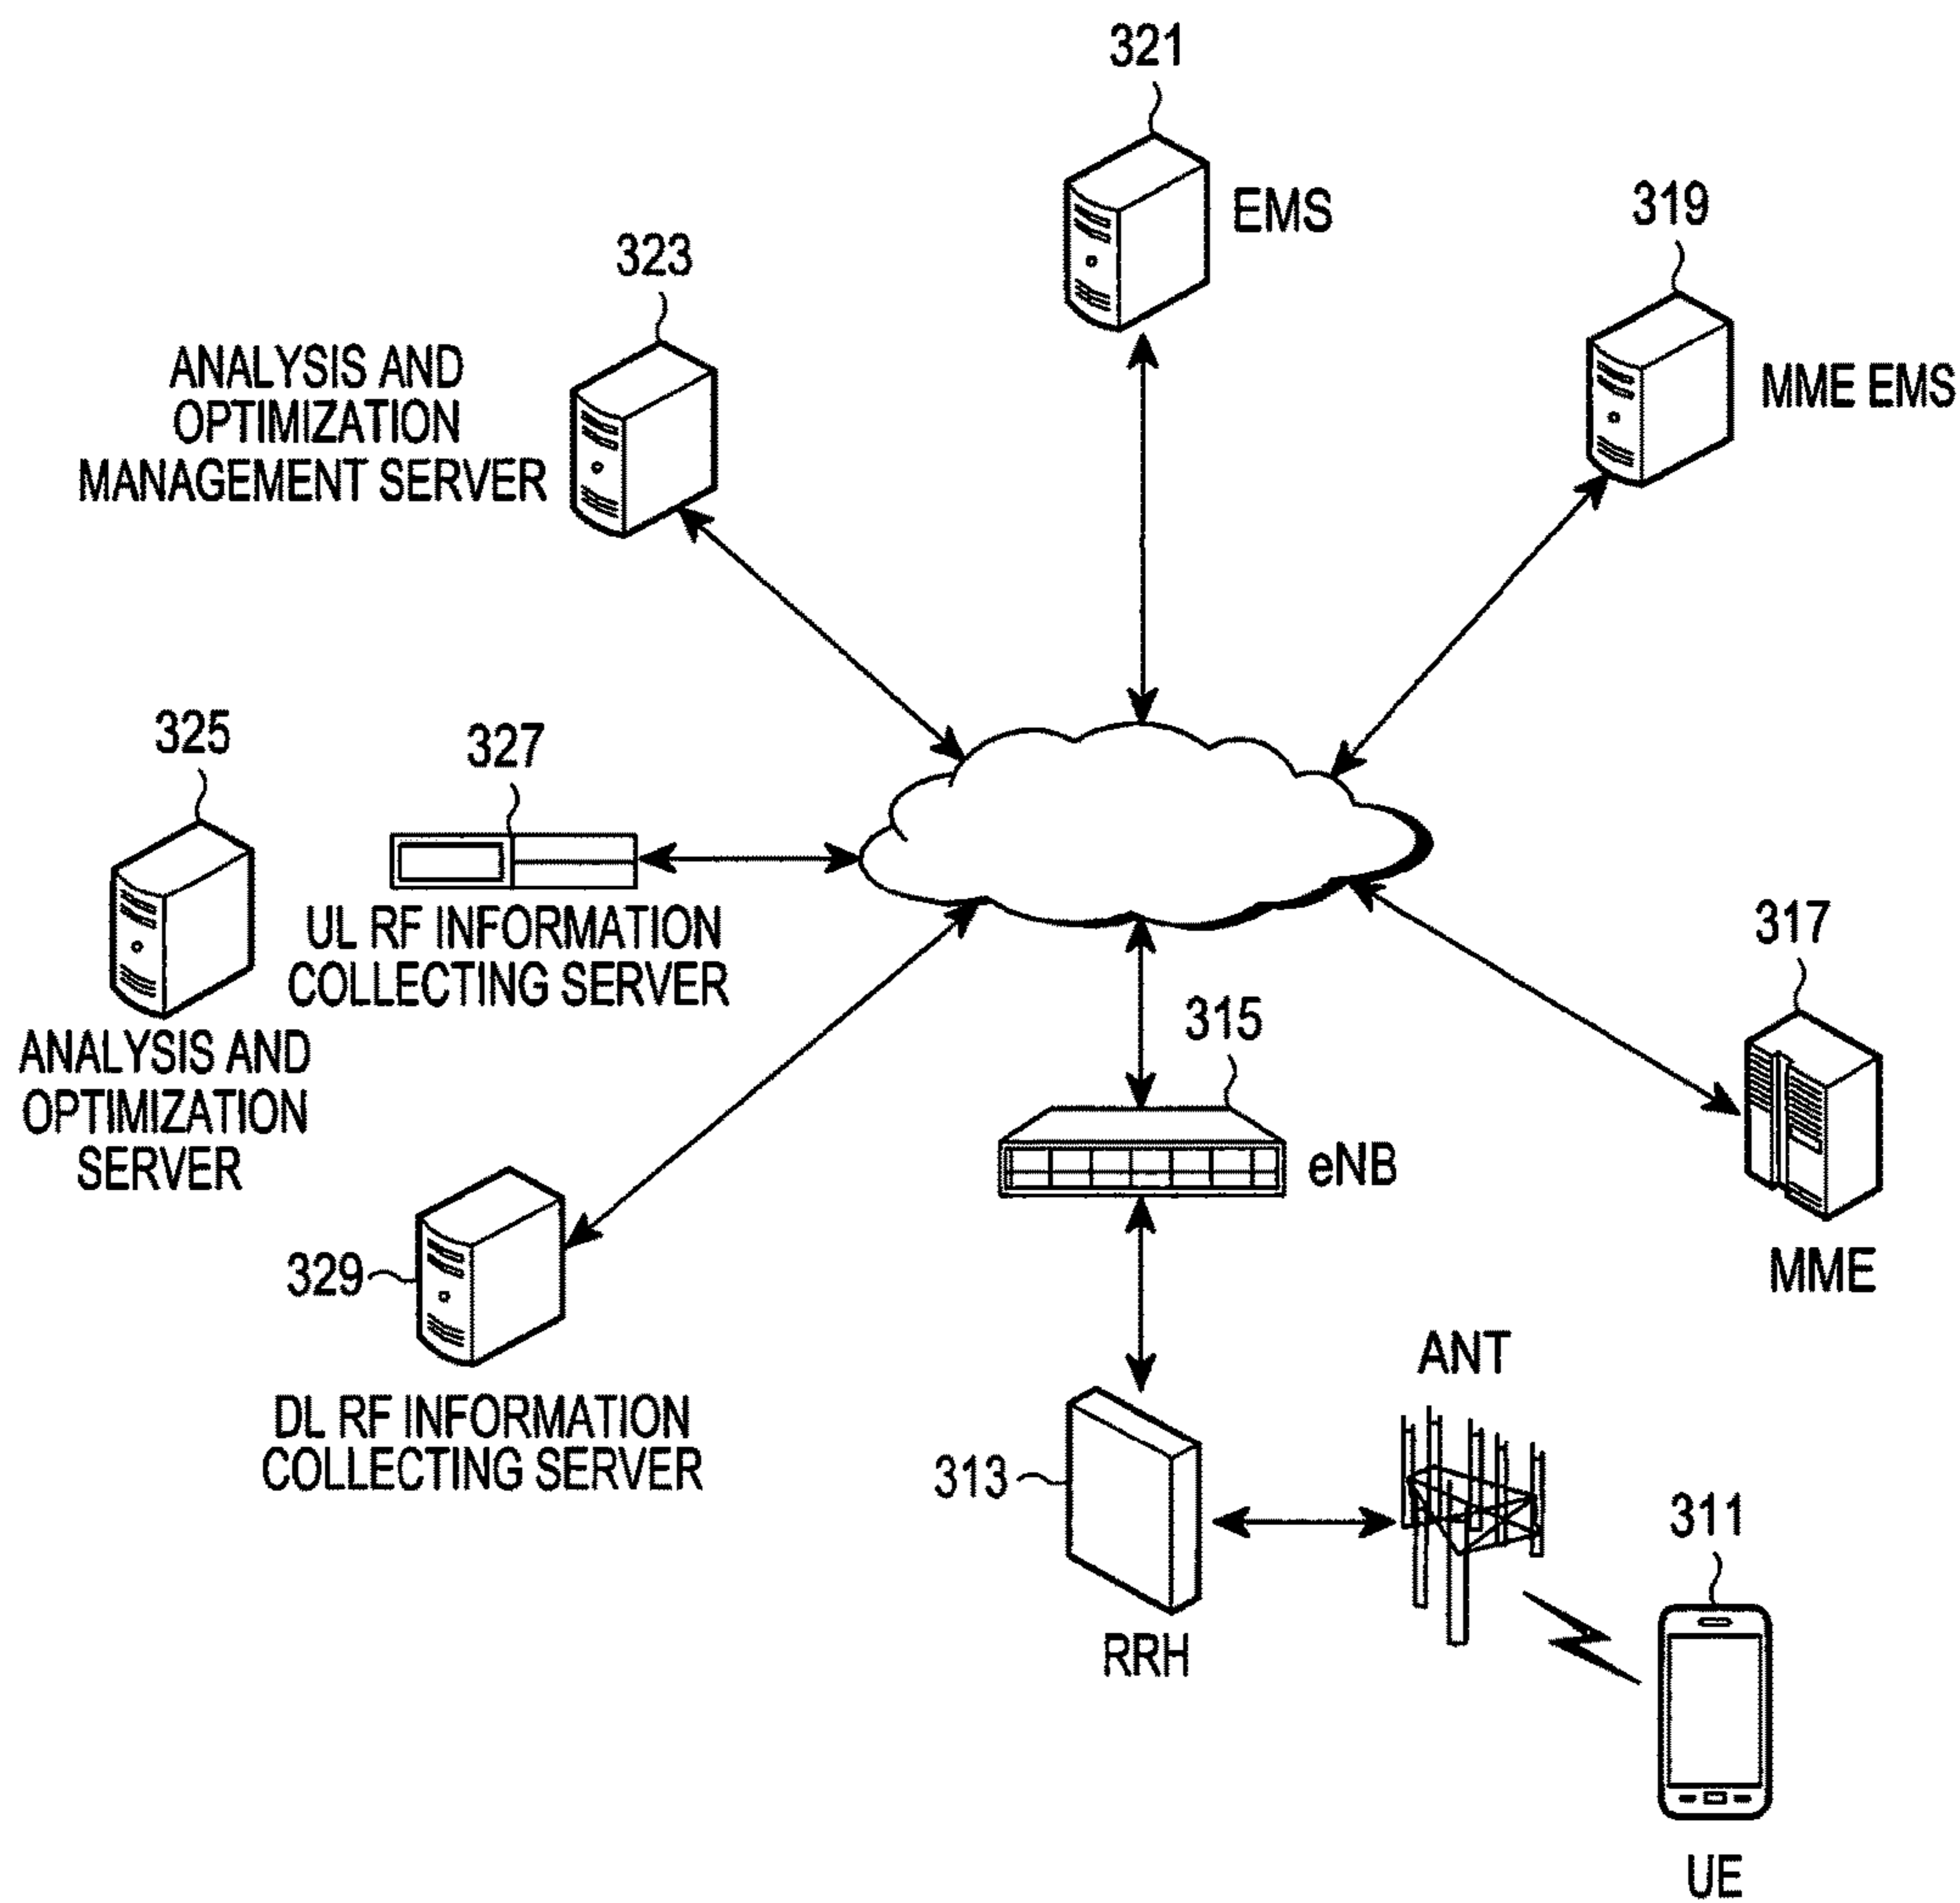 321
EMS
319
MME EMS
323
ANALYSIS AND
OPTIMIZATION
MANAGEMENT SERVER
325
327
UL RF INFORMATION
COLLECTING SERVER
ANALYSIS AND
OPTIMIZATION
SERVER
317
MME
315
eNB
329
DL RF INFORMATION
COLLECTING SERVER
313
RRH
ANT
311
UE